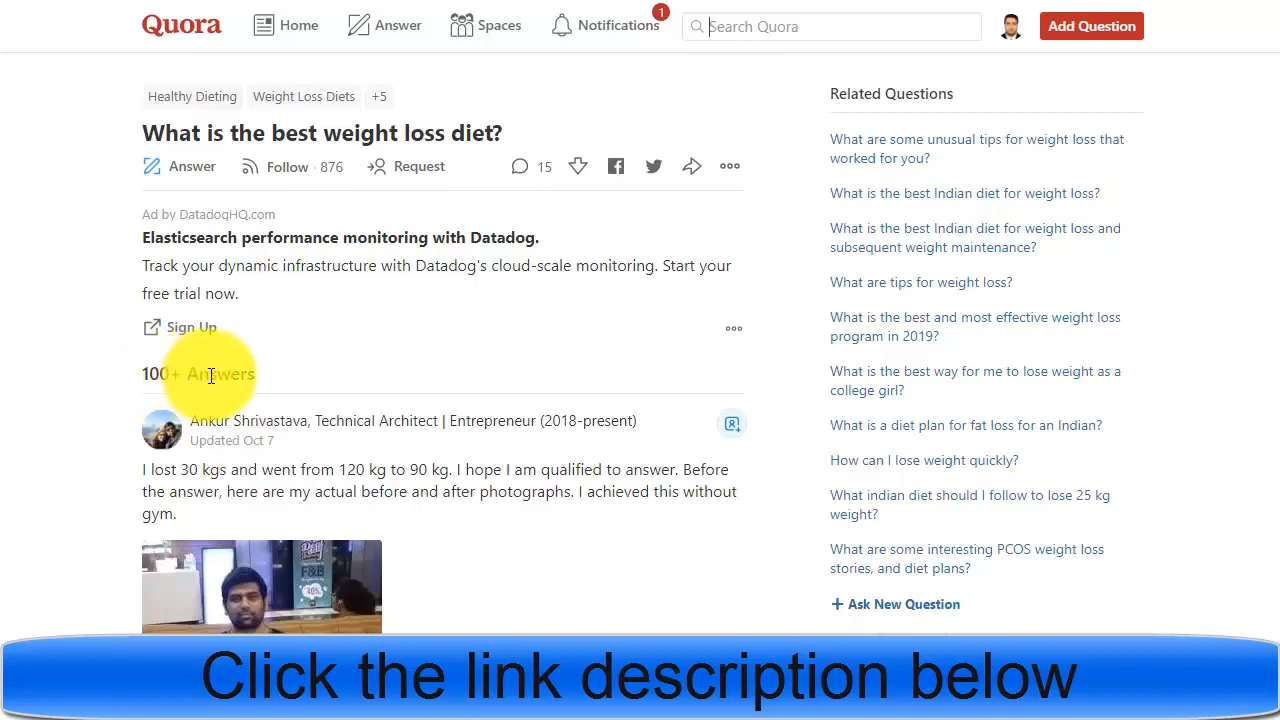 Quora Home Answer Spaces Notifications 1 Search Quora Add Question
Healthy Dieting Weight Loss Diets +5
What is the best weight loss diet?
Answer Follow · 876 Request 15
Ad by DatadogHQ.com
Elasticsearch performance monitoring with Datadog.
Track your dynamic infrastructure with Datadog's cloud-scale monitoring. Start your
free trial now.
Sign Up
100+ Answers
Ankur Shrivastava, Technical Architect | Entrepreneur (2018-present)
Updated Oct 7
I lost 30 kgs and went from 120 kg to 90 kg. I hope I am qualified to answer. Before
the answer, here are my actual before and after photographs. I achieved this without
gym.
F&B
Related Questions
What are some unusual tips for weight loss that
worked for you?
What is the best Indian diet for weight loss?
What is the best Indian diet for weight loss and
subsequent weight maintenance?
What are tips for weight loss?
What is the best and most effective weight loss
program in 2019?
What is the best way for me to lose weight as a
college girl?
What is a diet plan for fat loss for an Indian?
How can I lose weight quickly?
What indian diet should I follow to lose 25 kg
weight?
What are some interesting PCOS weight loss
stories, and diet plans?
+ Ask New Question
Click the link description below